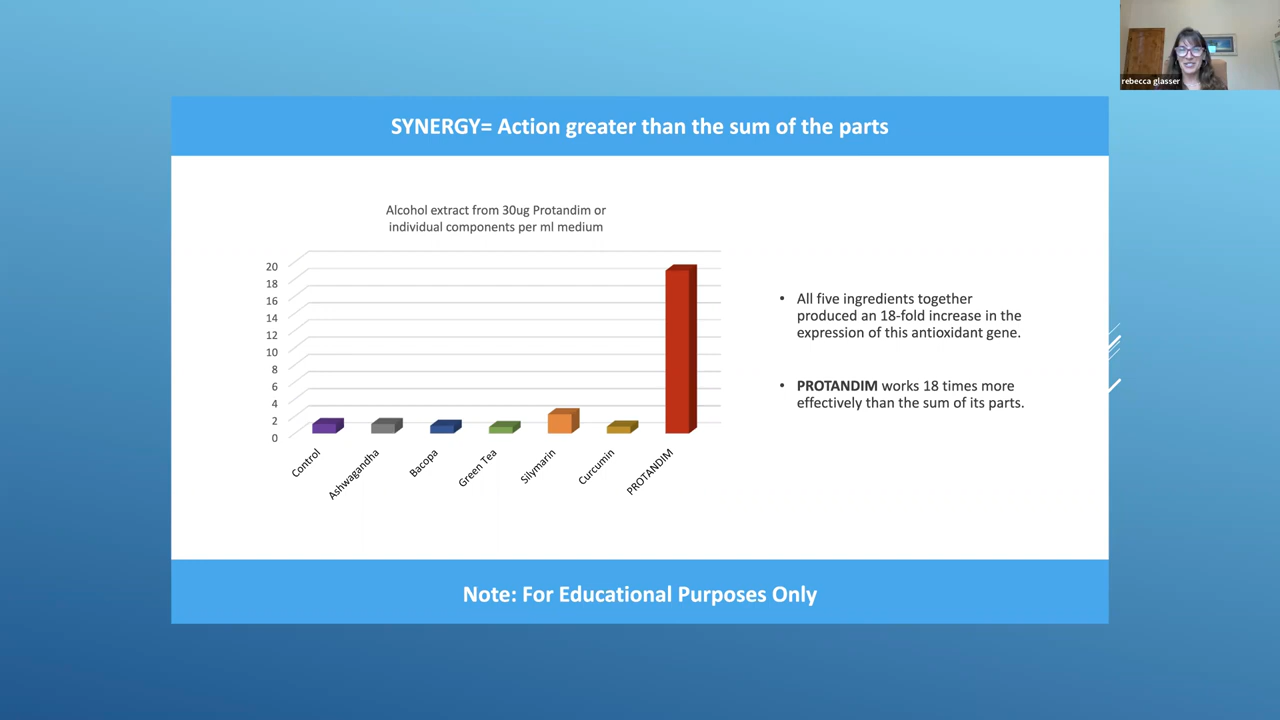 rebecca glasser
SYNERGY= Action greater than the sum of the parts
Alcohol extract from 30ug Protandim or
individual components per ml medium
20
18
16
14
12
10
8
6
4
2
0
Control
Ashwagandha
Bacopa
Green Tea
Silymarin
Curcumin
PROTANDIM
• All five ingredients together
produced an 18-fold increase in the
expression of this antioxidant gene.
• PROTANDIM works 18 times more
effectively than the sum of its parts.
Note: For Educational Purposes Only